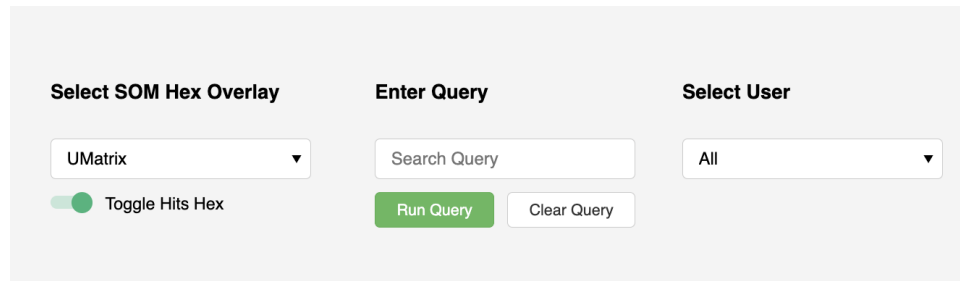 Select SOM Hex Overlay
Enter Query
Select User
UMatrix
Search Query
All
Toggle Hits Hex
Run Query
Clear Query